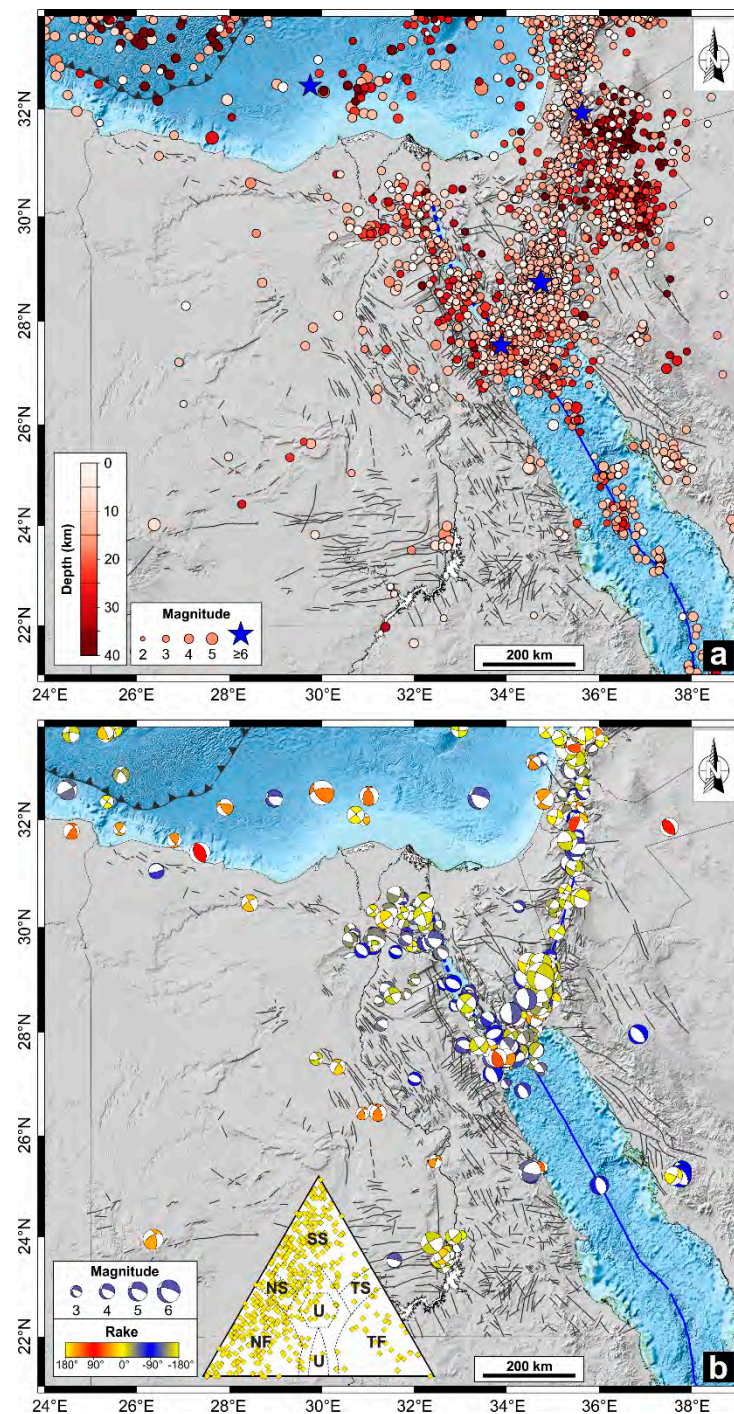 N
32°N
30°N
28°N
26°N
24°N
22°N
Depth (km)
0
10
20
30
40
Magnitude
2 3 4 5 ≥6
200 km
a
24°E 26°E 28°E 30°E 32°E 34°E 36°E 38°E
N
32°N
30°N
28°N
26°N
24°N
22°N
Magnitude
3 4 5 6
Rake
180° 90° 0° -90° -180°
SS
NS TS
U
NF TF
U
200 km
b
24°E 26°E 28°E 30°E 32°E 34°E 36°E 38°E